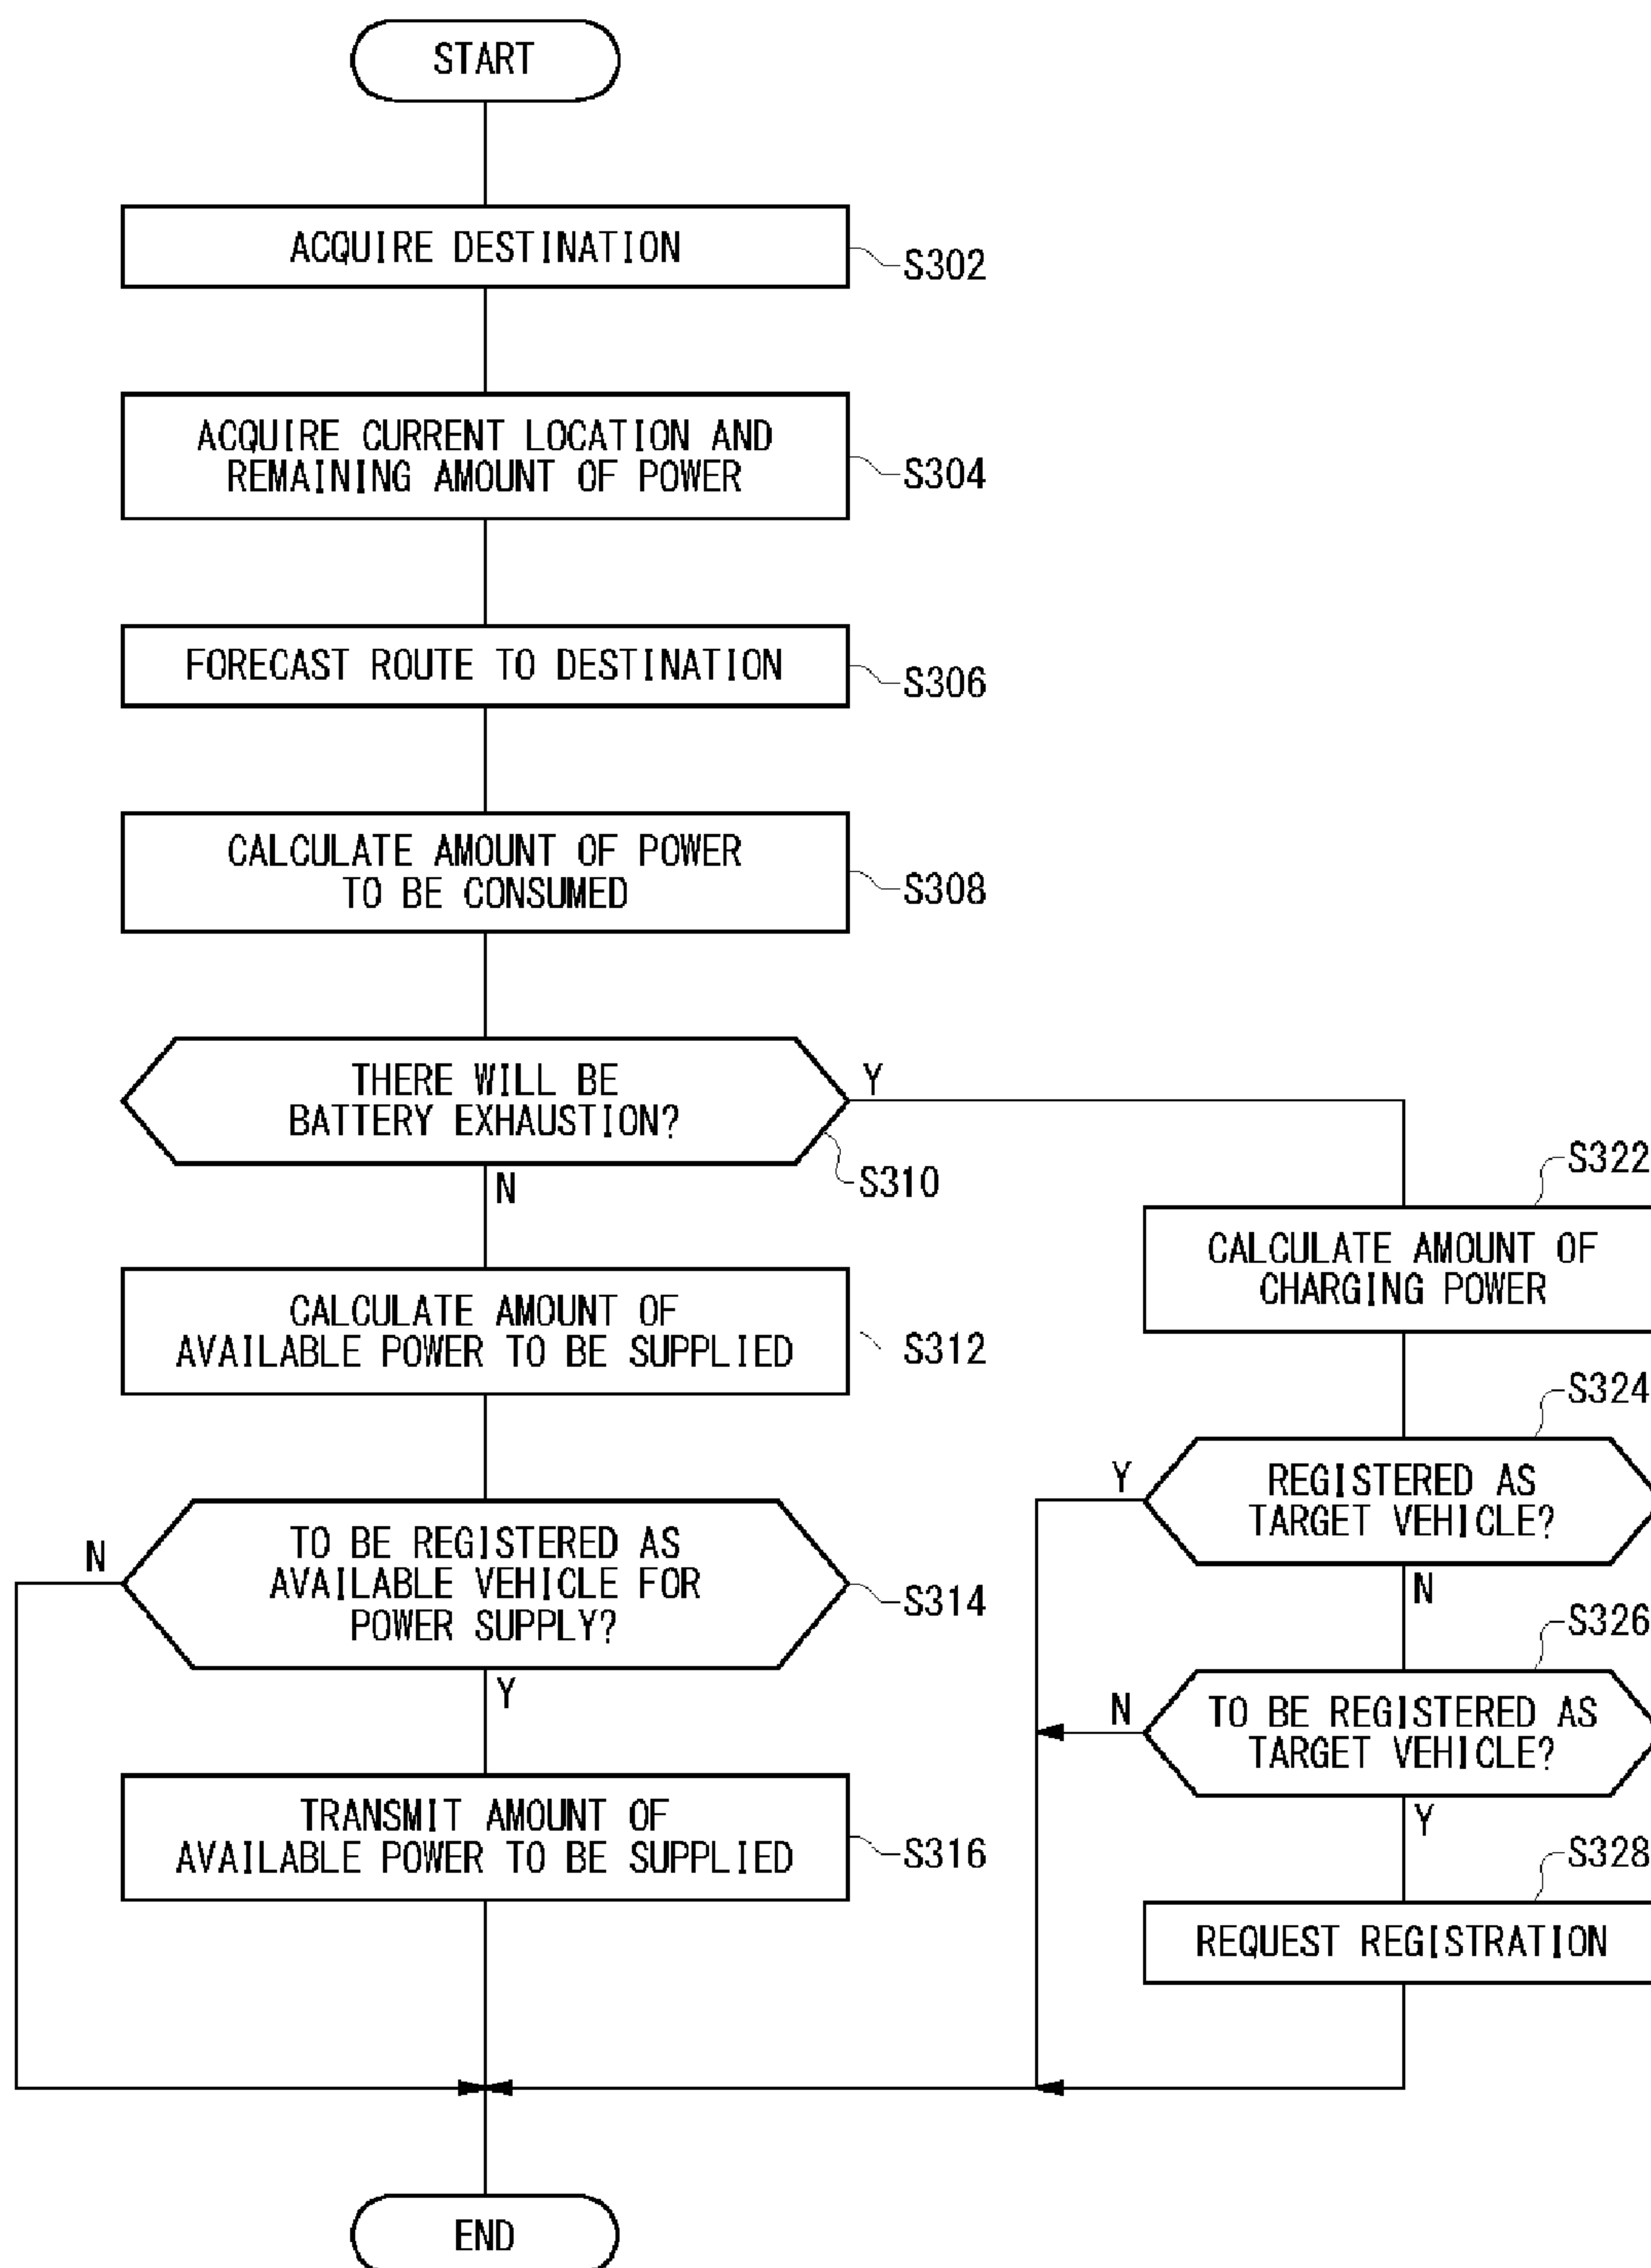 START
ACQUIRE DESTINATION
S302
ACQUIRE CURRENT LOCATION AND
REMAINING AMOUNT OF POWER
S304
FORECAST ROUTE TO DESTINATION
S306
CALCULATE AMOUNT OF POWER
TO BE CONSUMED
S308
THERE WILL BE
BATTERY EXHAUSTION?
Y
S310
N
CALCULATE AMOUNT OF
AVAILABLE POWER TO BE SUPPLIED
S312
TO BE REGISTERED AS
AVAILABLE VEHICLE FOR
POWER SUPPLY?
N
S314
Y
TRANSMIT AMOUNT OF
AVAILABLE POWER TO BE SUPPLIED
S316
S322
CALCULATE AMOUNT OF
CHARGING POWER
S324
Y
REGISTERED AS
TARGET VEHICLE?
N
S326
N
TO BE REGISTERED AS
TARGET VEHICLE?
Y
S328
REQUEST REGISTRATION
END